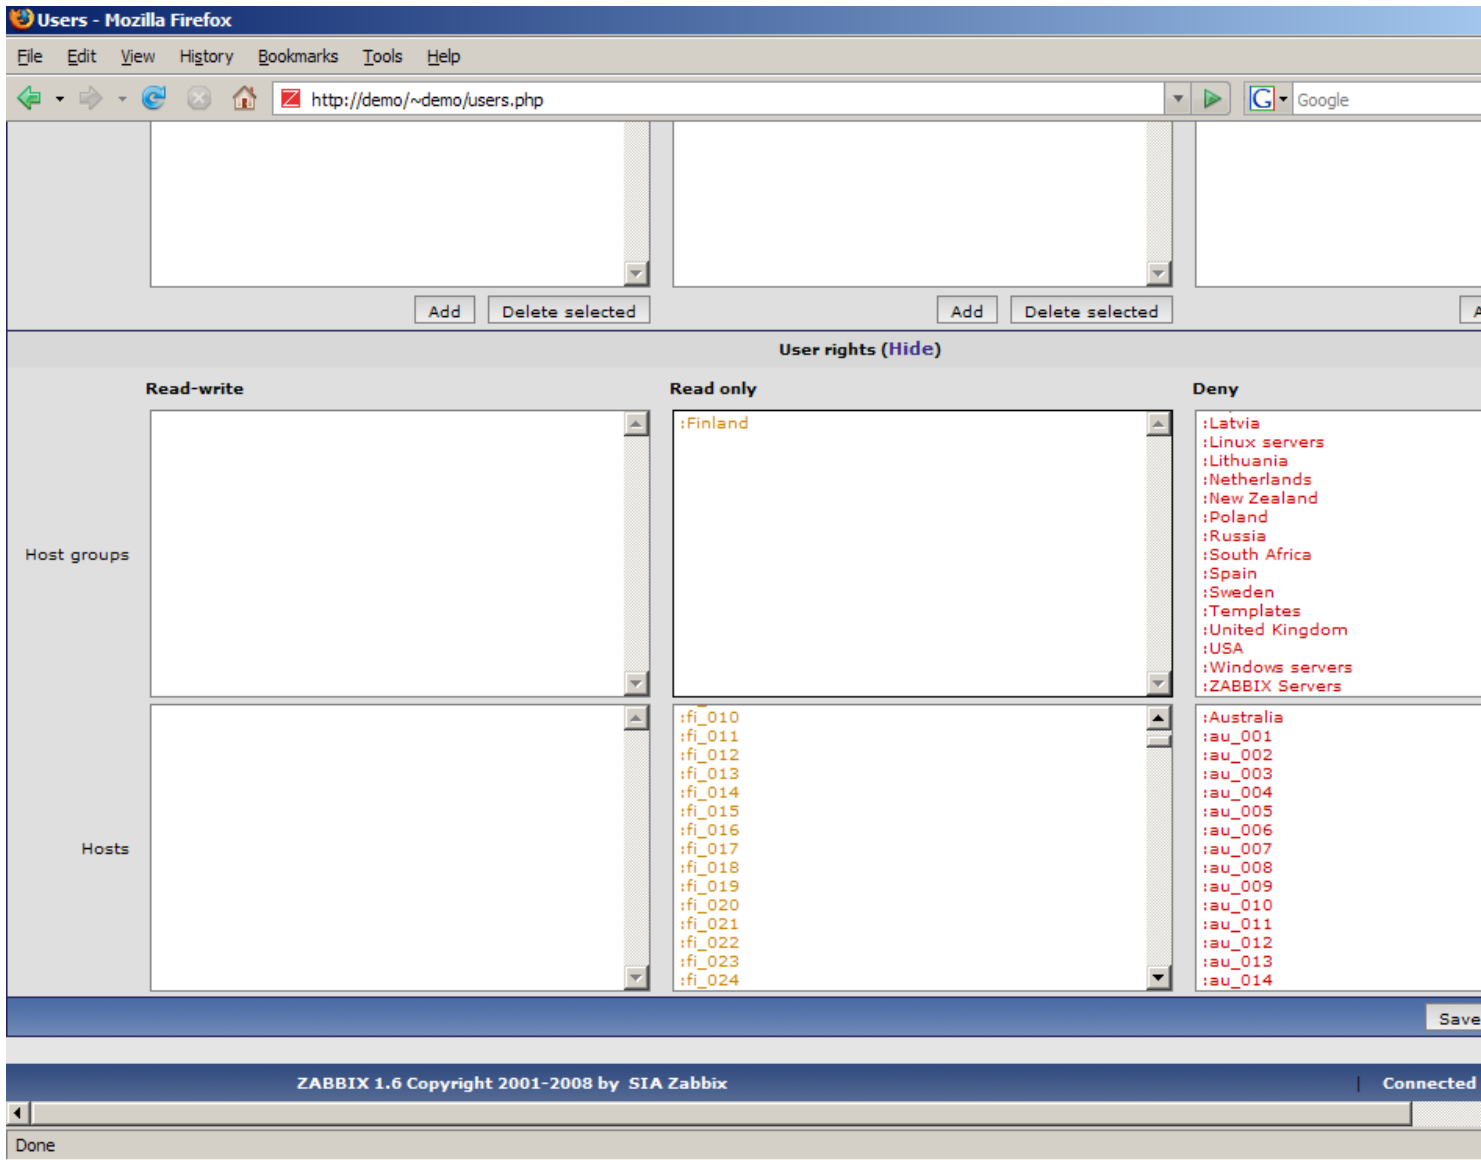 Users - Mozilla Firefox
File Edit View History Bookmarks Tools Help
http://demo/~demo/users.php
G Google
Add Delete selected Add Delete selected
User rights (Hide)
Read-write Read only Deny
Host groups
:Finland
:Latvia
:Linux servers
:Lithuania
:Netherlands
:New Zealand
:Poland
:Russia
:South Africa
:Spain
:Sweden
:Templates
:United Kingdom
:USA
:Windows servers
:ZABBIX Servers
Hosts
:fi_010
:fi_011
:fi_012
:fi_013
:fi_014
:fi_015
:fi_016
:fi_017
:fi_018
:fi_019
:fi_020
:fi_021
:fi_022
:fi_023
:fi_024
:Australia
:au_001
:au_002
:au_003
:au_004
:au_005
:au_006
:au_007
:au_008
:au_009
:au_010
:au_011
:au_012
:au_013
:au_014
Save
ZABBIX 1.6 Copyright 2001-2008 by SIA Zabbix | Connected
Done